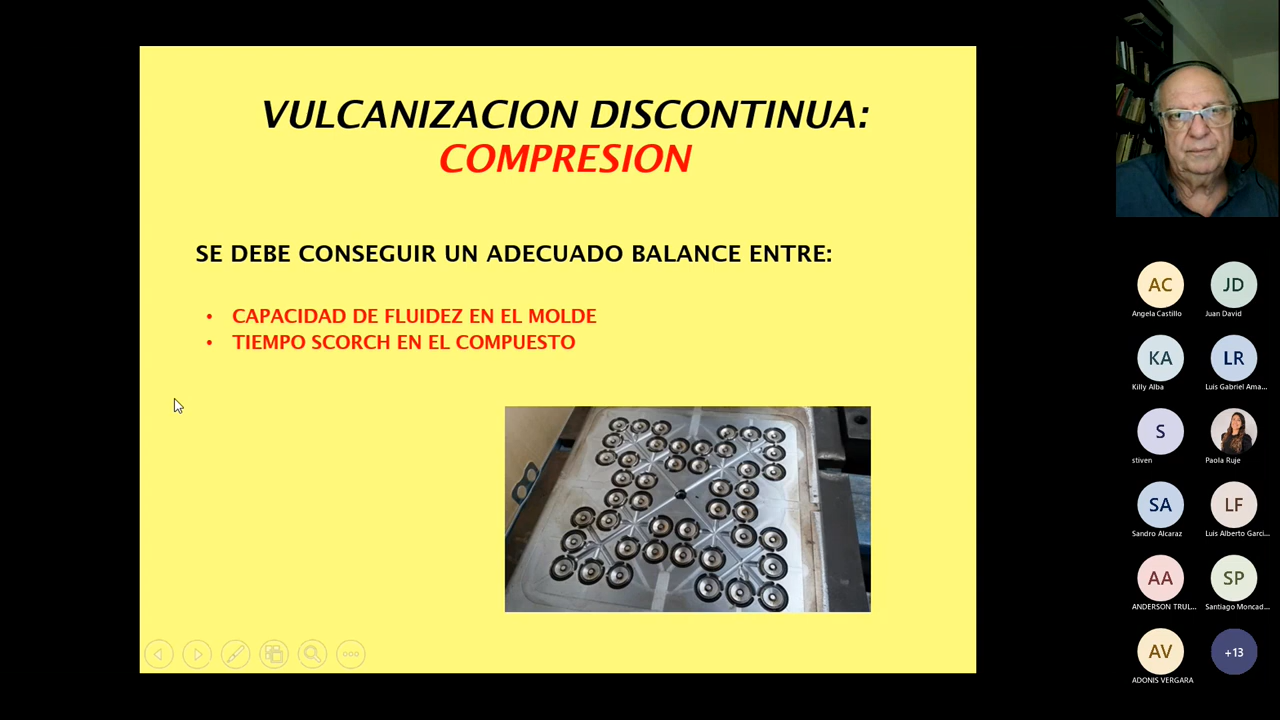 VULCANIZACION DISCONTINUA:
COMPRESION
SE DEBE CONSEGUIR UN ADECUADO BALANCE ENTRE:
• CAPACIDAD DE FLUIDEZ EN EL MOLDE
• TIEMPO SCORCH EN EL COMPUESTO
AC
JD
Angela Castillo
Juan David
KA
LR
Killy Alba
Luis Gabriel Ama...
S
stiven
Paola Ruje
SA
LF
Sandro Alcaraz
Luis Alberto Garci...
AA
SP
ANDERSON TRUL...
Santiago Moncad...
AV
+13
ADONIS VERGARA